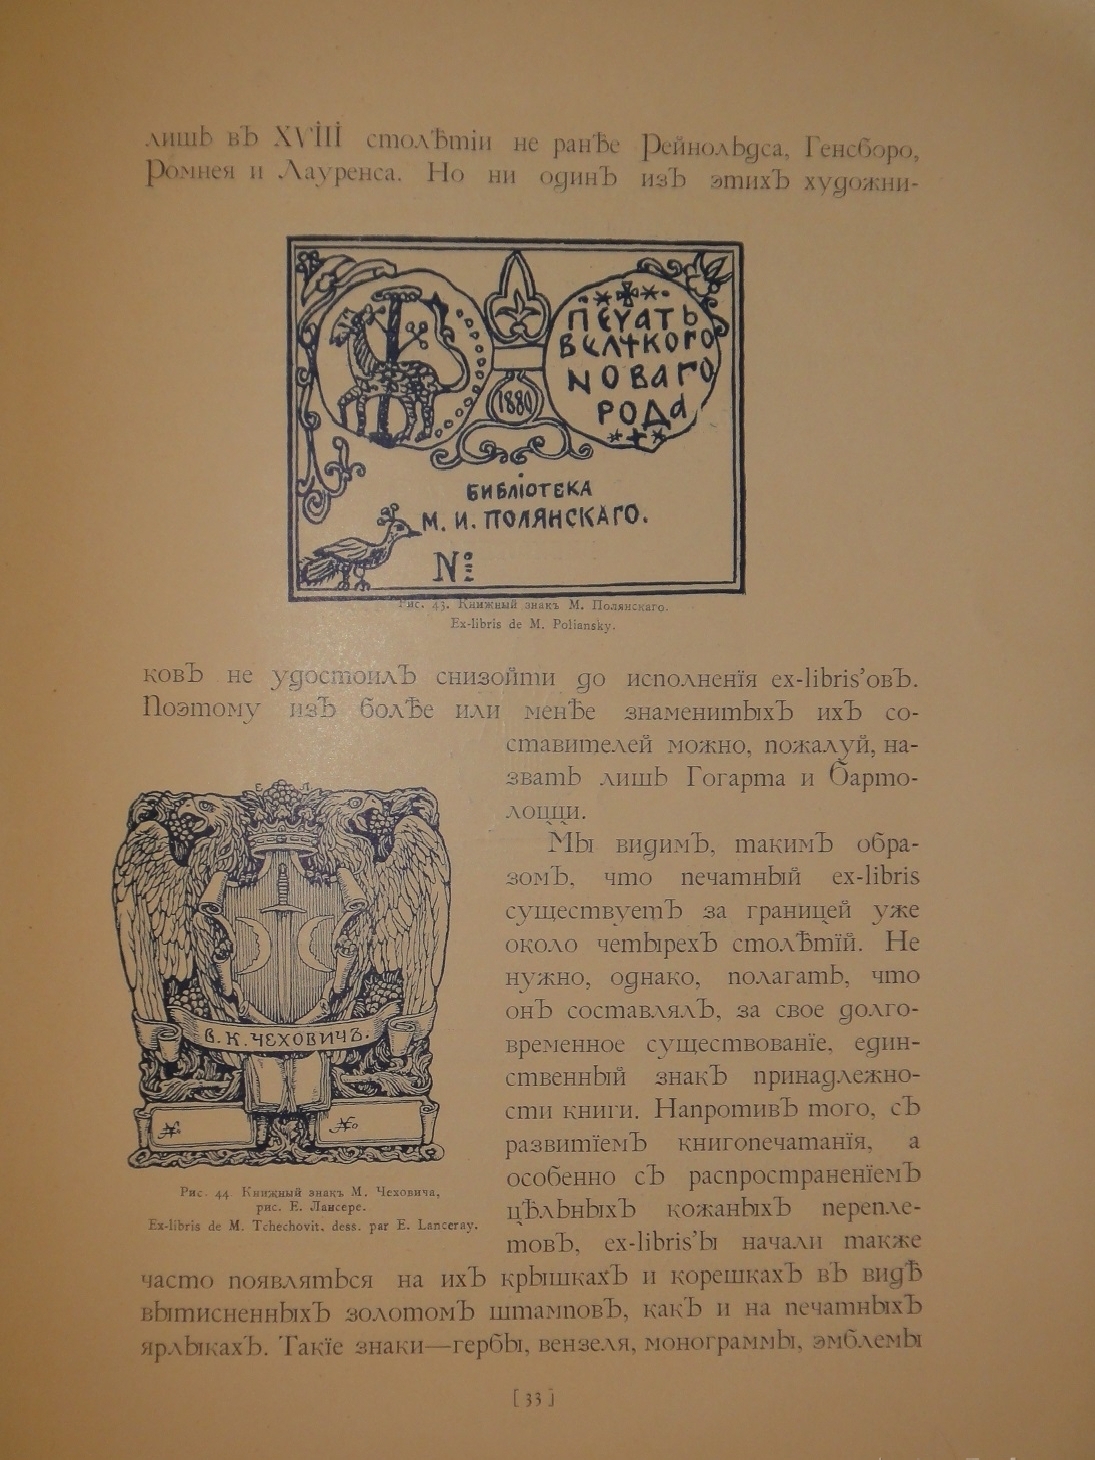 лишь въ XVIII столѣтіи не ранѣе Рейнольдса, Генсборо,
Ромнея и Лауренса. Но ни одинъ изъ этихъ художни-
ПЕЧАТЬ
ВЕЛІКОГО
НОВАГО
РОДА
1880
БИБЛІОТЕКА
М. И. ПОЛЯНСКАГО.
№
Рис. 43. Книжный знакъ М. Полянскаго.
Ex-libris de M. Poliansky.
ковъ не удостоилъ снизойти до исполненія ex-libris’овъ.
Поэтому изъ болѣе или менѣе знаменитыхъ ихъ со-
ставителей можно, пожалуй, на-
звать лишь Гогарта и Барто-
лоцци.
Мы видимъ, такимъ обра-
зомъ, что печатный ex-libris
существуетъ за границей уже
около четырехъ столѣтій. Не
нужно, однако, полагать, что
онъ составлялъ, за свое долго-
временное существованіе, един-
ственный знакъ принадлежно-
сти книги. Напротивъ того, съ
развитіемъ книгопечатанія, а
особенно съ распространеніемъ
цѣльныхъ кожаныхъ перепле-
товъ, ex-libris’ы начали также
Е. Л.
В. К. ЧЕХОВИЧЪ.
№
Рис. 44 Книжный знакъ М. Чеховича,
рис. Е. Лансере.
Ex-libris de M. Tchechovit. dess. par E. Lanceray.
часто появляться на ихъ крышкахъ и корешкахъ въ видѣ
вытисненныхъ золотомъ штамповъ, какъ и на печатныхъ
ярлыкахъ. Такіе знаки—гербы, вензеля, монограммы, эмблемы
[ 33 ]